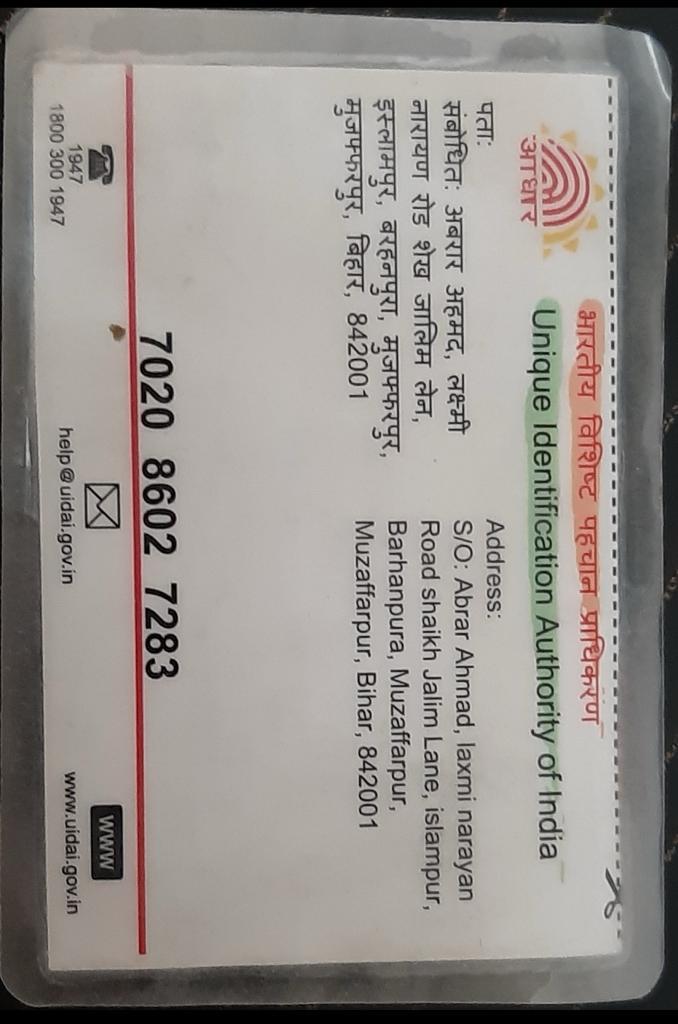 भारतीय विशिष्ट पहचान प्राधिकरण
Unique Identification Authority of India
आधार
पता:
संबोधित: अबरार अहमद, लक्ष्मी
नारायण रोड शेख जालिम लेन,
इस्लामपुर, बरहनपुरा, मुजफ्फरपुर,
मुजफ्फरपुर, बिहार, 842001
Address:
S/O: Abrar Ahmad, laxmi narayan
Road shaikh Jalim Lane, islampur,
Barhanpura, Muzaffarpur,
Muzaffarpur, Bihar, 842001
7020 8602 7283
1947
1800 300 1947
help@uidai.gov.in
www
www.uidai.gov.in